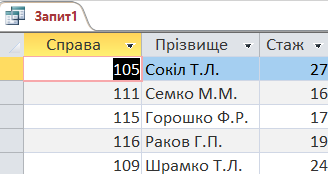 Запит1
Справа Прізвище Стаж
105 Сокіл Т.Л. 27
111 Семко М.М. 16
115 Горошко Ф.Р. 17
116 Раков Г.П. 19
109 Шрамко Т.Л. 24